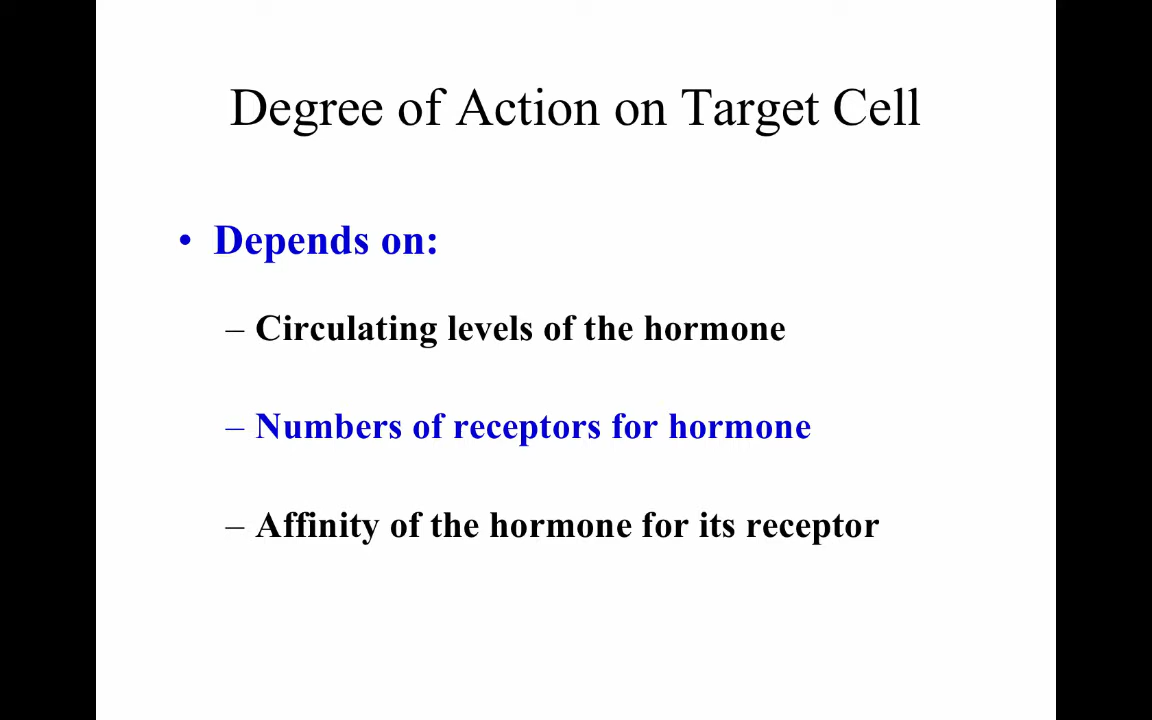 Degree of Action on Target Cell
• Depends on:
– Circulating levels of the hormone
– Numbers of receptors for hormone
– Affinity of the hormone for its receptor